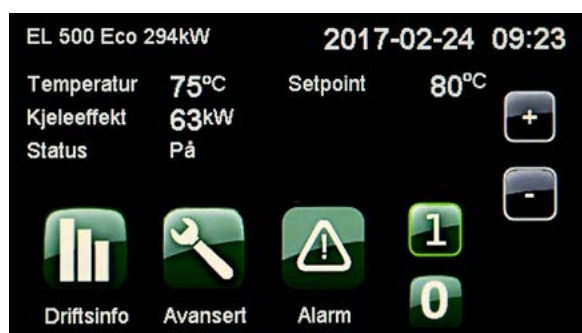 EL 500 Eco 294kW 2017-02-24 09:23
Temperatur 75°C Setpoint 80°C
Kjeleeffekt 63kW
+
Status På
-
1
Driftsinfo Avansert Alarm
0